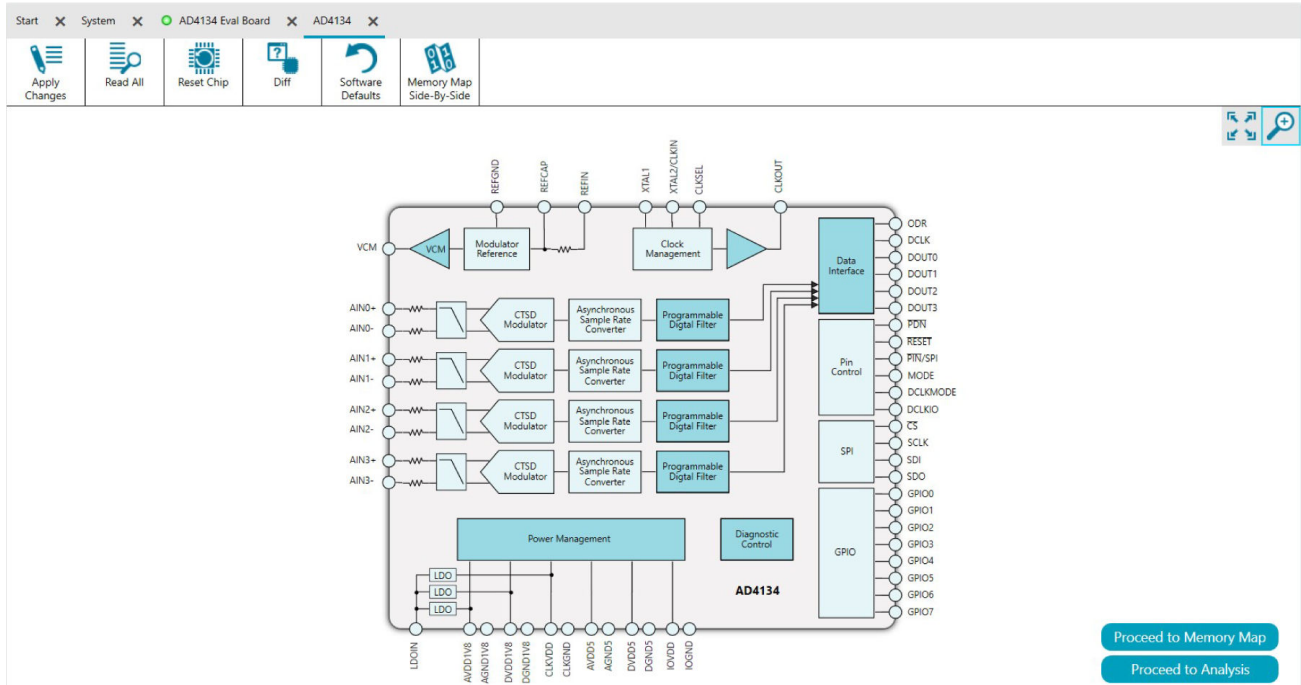 Start
System
AD4134 Eval Board
AD4134
Apply
Changes
Read All
Reset Chip
Diff
Software
Defaults
Memory Map
Side-By-Side
REFGND
REFCAP
REFIN
XTAL1
XTAL2/CLKIN
CLKSEL
CLKOUT
VCM
VCM
Modulator
Reference
Clock
Management
Data
Interface
ODR
DCLK
DOUT0
DOUT1
DOUT2
DOUT3
AIN0+
AIN0-
CTSD
Modulator
Asynchronous
Sample Rate
Converter
Programmable
Digtal Filter
AIN1+
AIN1-
CTSD
Modulator
Asynchronous
Sample Rate
Converter
Programmable
Digtal Filter
AIN2+
AIN2-
CTSD
Modulator
Asynchronous
Sample Rate
Converter
Programmable
Digtal Filter
AIN3+
AIN3-
CTSD
Modulator
Asynchronous
Sample Rate
Converter
Programmable
Digtal Filter
Pin
Control
PDN
RESET
PIN/SPI
MODE
DCLKMODE
DCLKIO
SPI
CS
SCLK
SDI
SDO
GPIO
GPIO0
GPIO1
GPIO2
GPIO3
GPIO4
GPIO5
GPIO6
GPIO7
Power Management
Diagnostic
Control
LDO
LDO
LDO
AD4134
LDOIN
AVDD1V8
AGND1V8
DVDD1V8
DGND1V8
CLKVDD
CLKGND
AVDD5
AGND5
DVDD5
DGND5
IOVDD
IOGND
Proceed to Memory Map
Proceed to Analysis